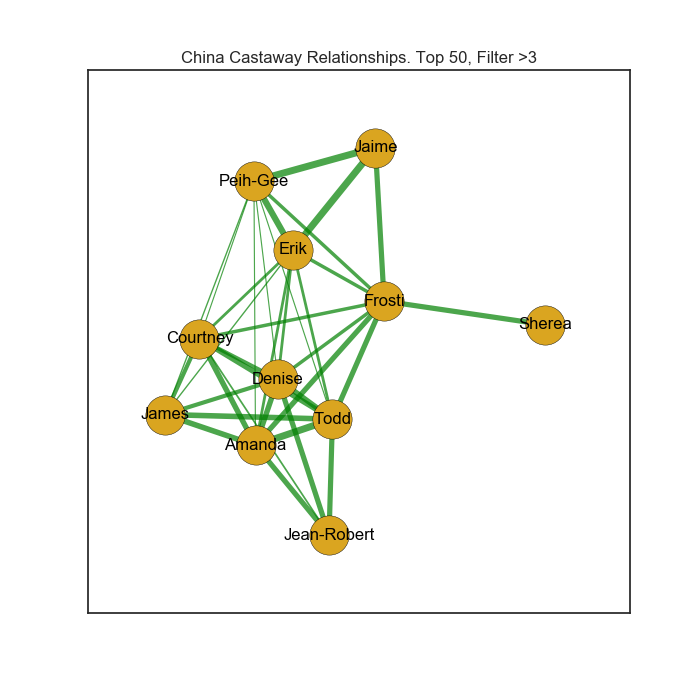 China Castaway Relationships. Top 50, Filter >3
Jaime
Peih-Gee
Erik
Frosti
Sherea
Courtney
Denise
James
Todd
Amanda
Jean-Robert